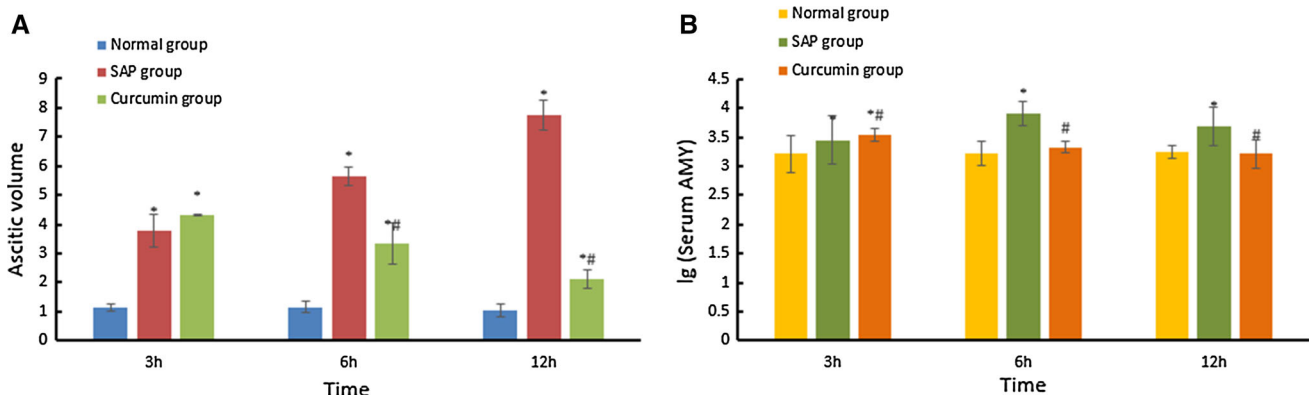 A
Normal group
SAP group
Curcumin group
Ascitic volume
9
8
7
6
5
4
3
2
1
0
*
*
*
*
*#
*
*#
3h
6h
12h
Time
B
Normal group
SAP group
Curcumin group
lg (Serum AMY)
4.5
4
3.5
3
2.5
2
1.5
1
0.5
0
*
*#
*
#
*
#
3h
6h
12h
Time